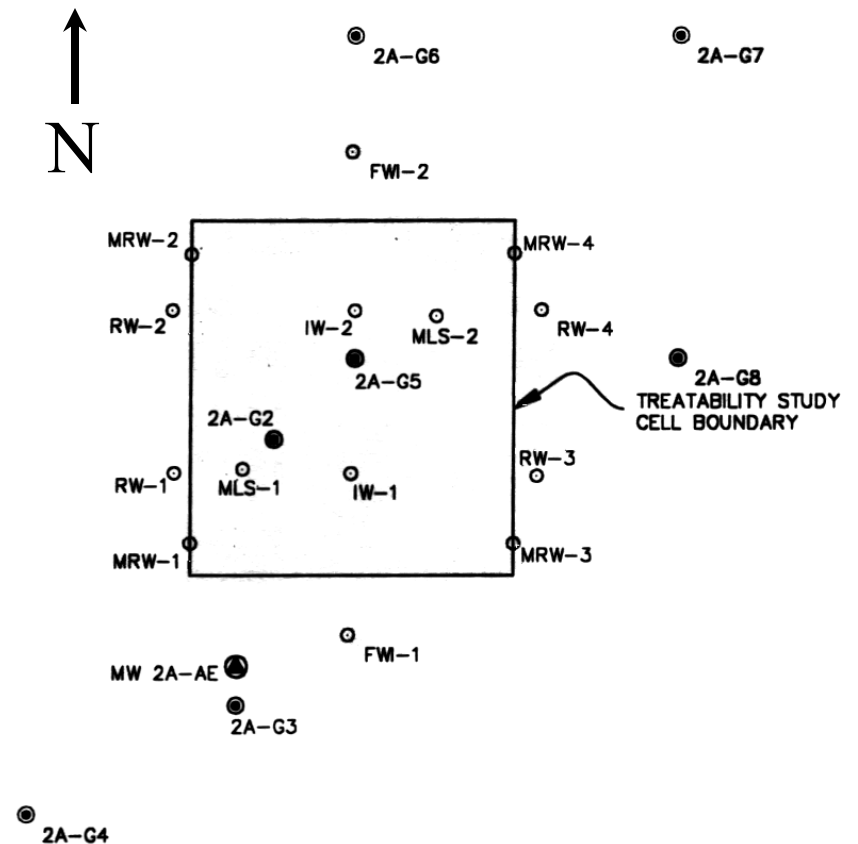 2A-G6
2A-G7
N
FWI-2
MRW-2
MRW-4
RW-2
IW-2
MLS-2
RW-4
2A-G5
2A-G8
TREATABILITY STUDY
CELL BOUNDARY
2A-G2
RW-3
RW-1
MLS-1
IW-1
MRW-1
MRW-3
FWI-1
MW 2A-AE
2A-G3
2A-G4